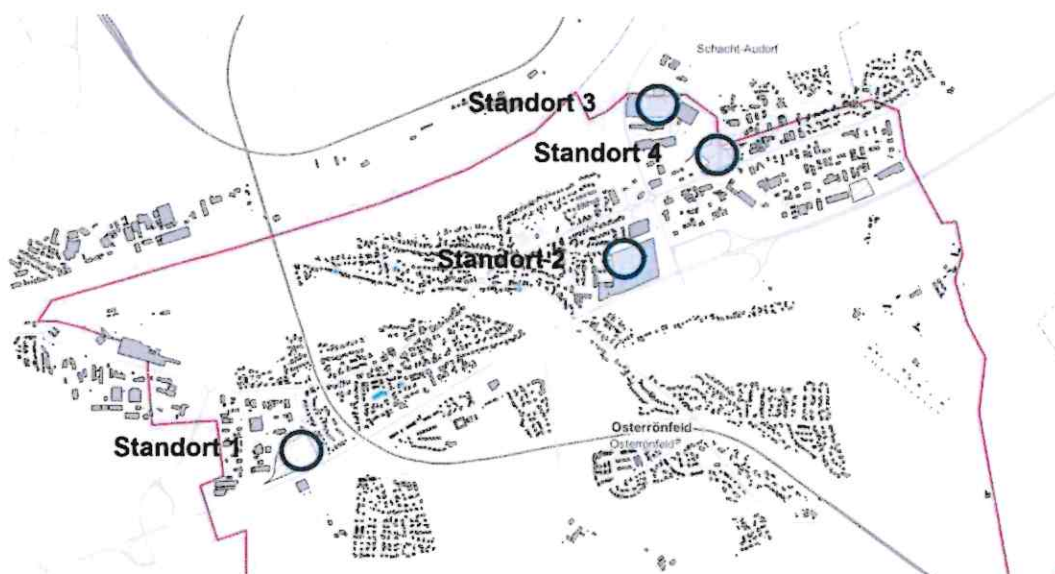 Schacht-Audorf
Standort 3
Standort 4
Standort 2
Standort 1
Osterrönfeld
Osterrönfeld